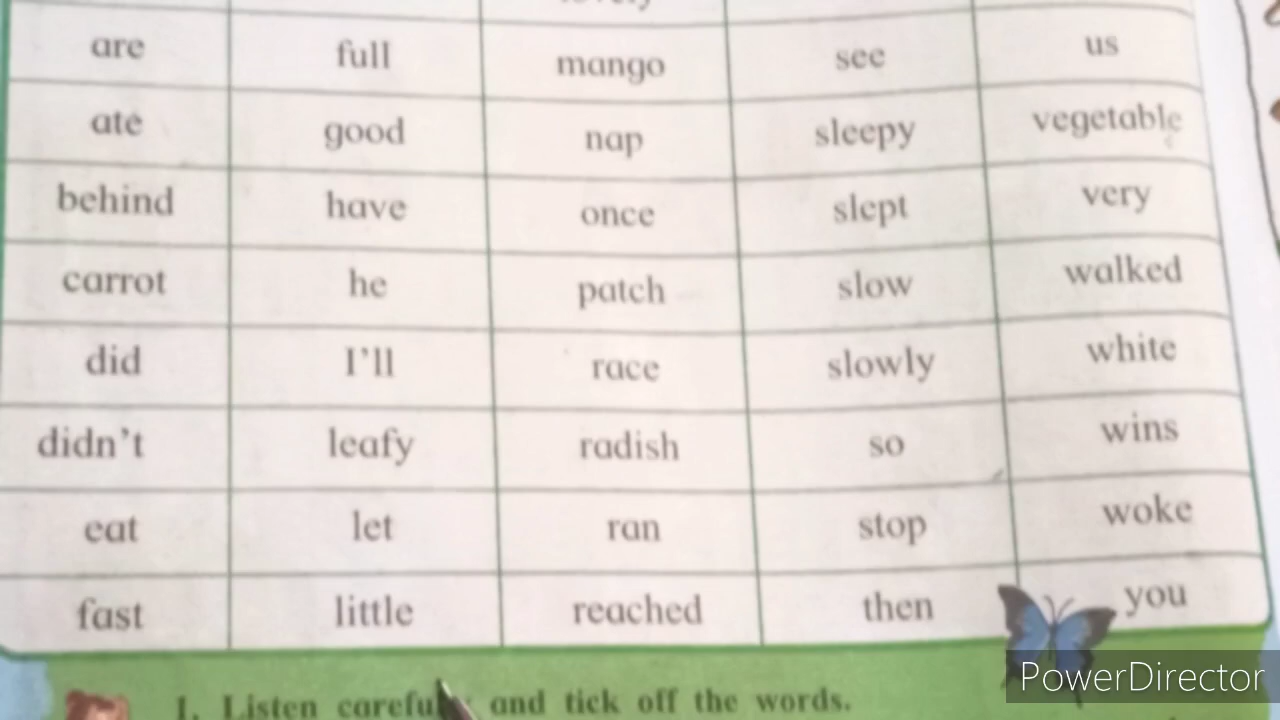 are full mango see us
ate good nap sleepy vegetable
behind have once slept very
carrot he patch slow walked
did I'll race slowly white
didn't leafy radish so wins
eat let ran stop woke
fast little reached then you
1. Listen and tick off the words.
PowerDirector